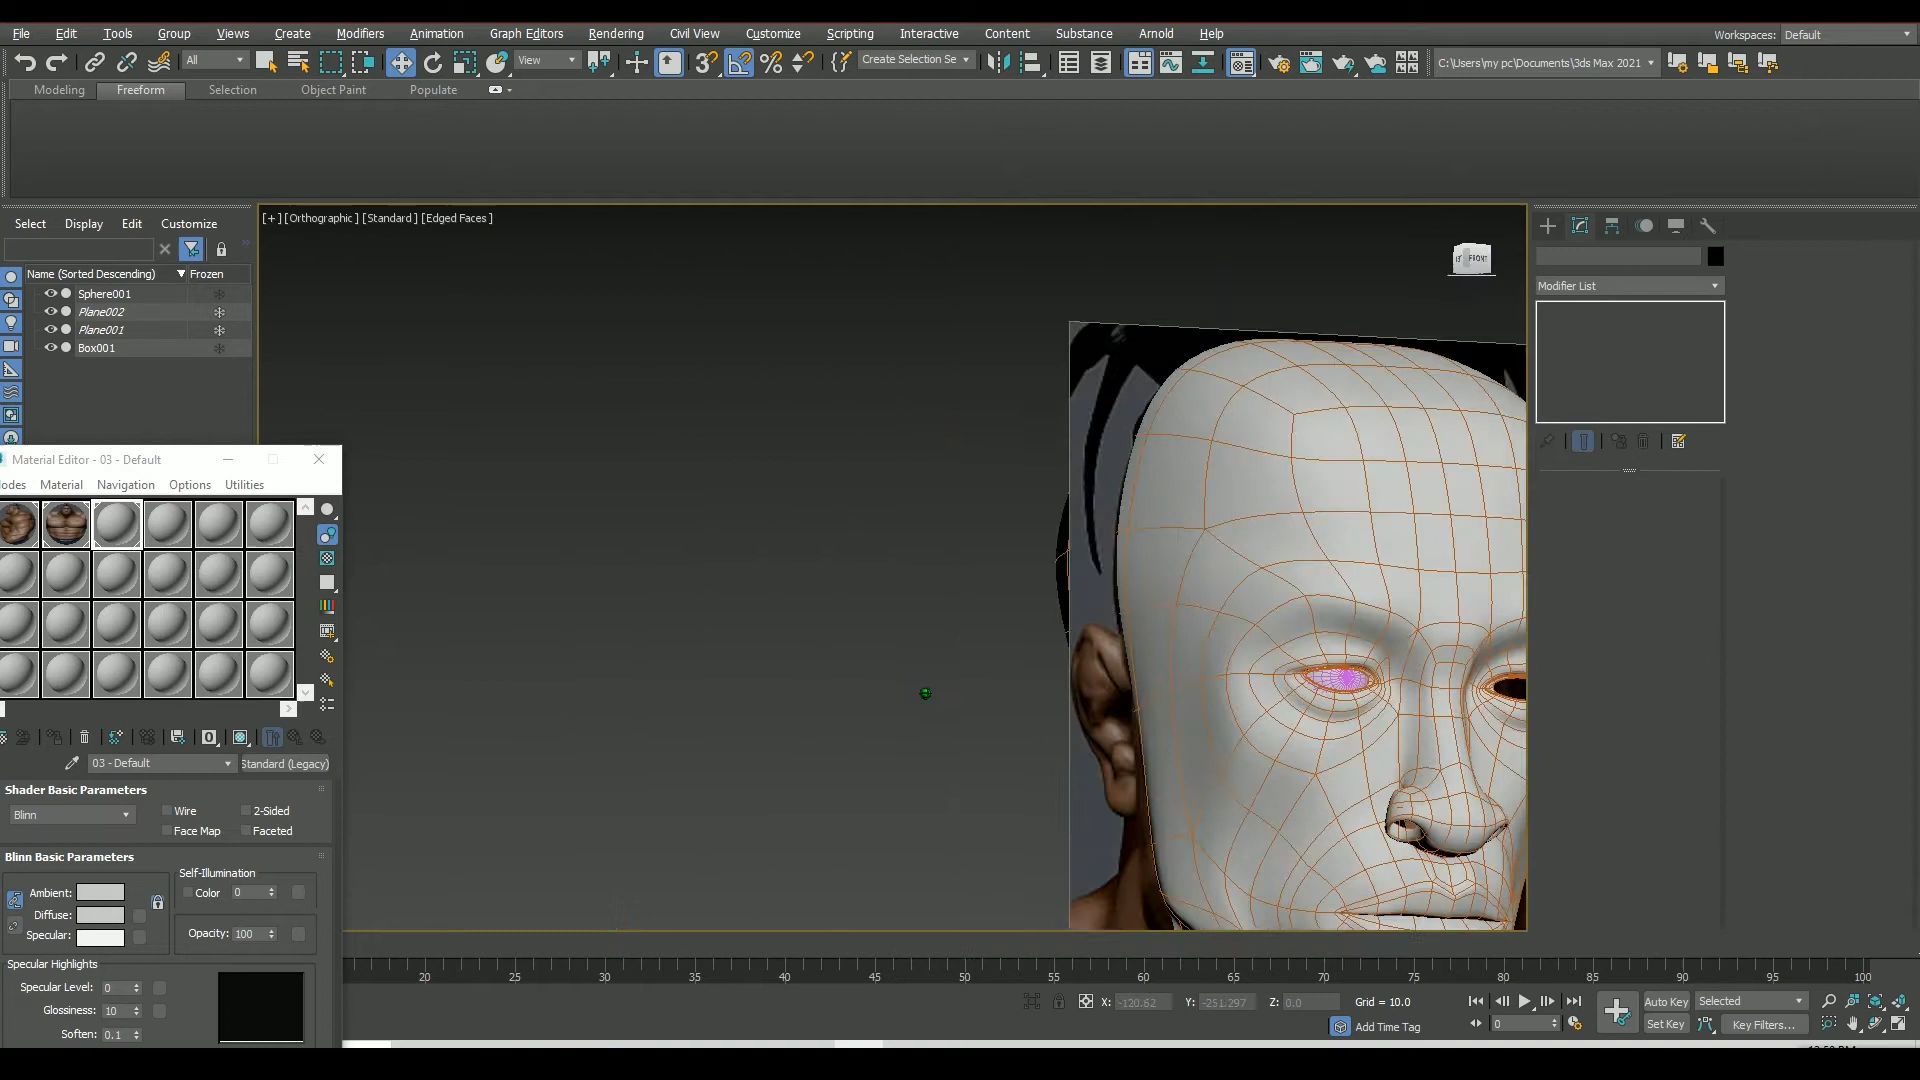 File Edit Tools Group Views Create Modifiers Animation Graph Editors Rendering Civil View Customize Scripting Interactive Content Substance Arnold Help
Workspaces: Default
All View Create Selection Se C:\Users\my pc\Documents\3ds Max 2021
Modeling Freeform Selection Object Paint Populate
Select Display Edit Customize
[+] [Orthographic] [Standard] [Edged Faces]
FRONT
Name (Sorted Descending) Frozen
Sphere001
Plane002
Plane001
Box001
Modifier List
Material Editor - 03 - Default
odes Material Navigation Options Utilities
03 - Default Standard (Legacy)
Shader Basic Parameters
Blinn Wire 2-Sided
Face Map Faceted
Blinn Basic Parameters
Self-Illumination
Ambient: Color 0
Diffuse:
Specular: Opacity: 100
Specular Highlights
Specular Level: 0
Glossiness: 10
Soften: 0.1
20 25 30 35 40 45 50 55 60 65 70 75 80 85 90 95 100
X: -120.62 Y: -251.297 Z: 0.0 Grid = 10.0
Auto Key Selected
Add Time Tag
0 Set Key Key Filters...